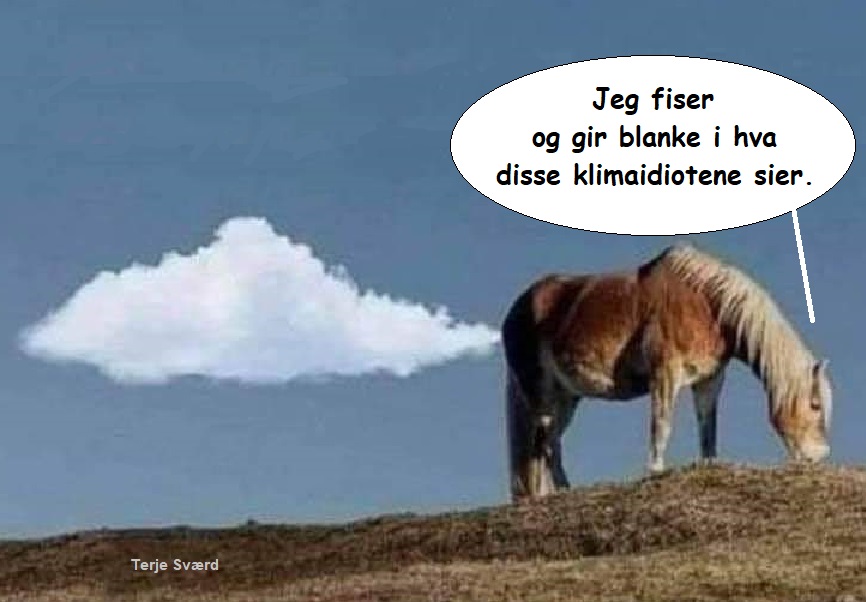 Jeg fiser
og gir blanke i hva
disse klimaidiotene sier.
Terje Sværd